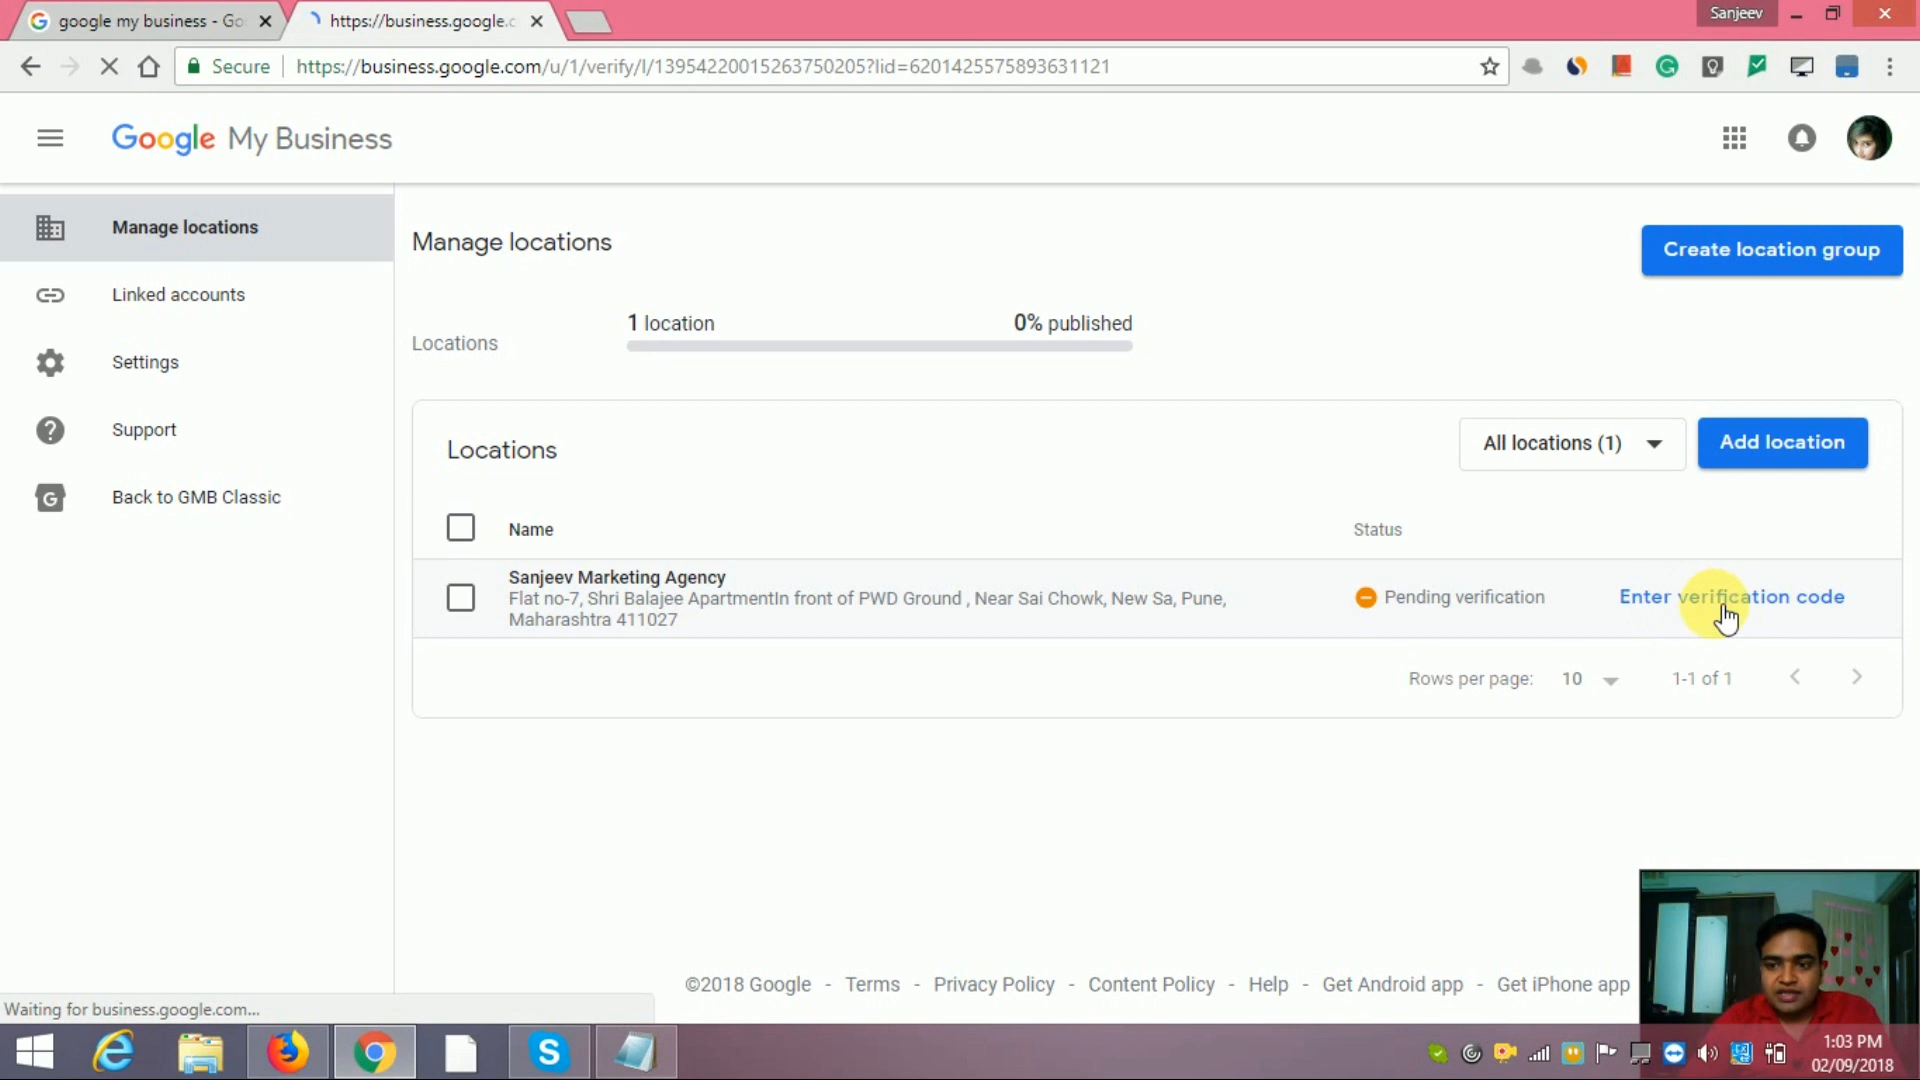 google my business - Go
https://business.google.c
Sanjeev
Secure
https://business.google.com/u/1/verify/l/13954220015263750205?lid=6201425575893631121
Google My Business
Manage locations
Linked accounts
Settings
Support
Back to GMB Classic
Manage locations
Create location group
Locations
1 location
0% published
Locations
All locations (1)
Add location
Name
Status
Sanjeev Marketing Agency
Flat no-7, Shri Balajee ApartmentIn front of PWD Ground , Near Sai Chowk, New Sa, Pune,
Maharashtra 411027
Pending verification
Enter verification code
Rows per page: 10
1-1 of 1
©2018 Google - Terms - Privacy Policy - Content Policy - Help - Get Android app - Get iPhone app
Waiting for business.google.com...
1:03 PM
02/09/2018